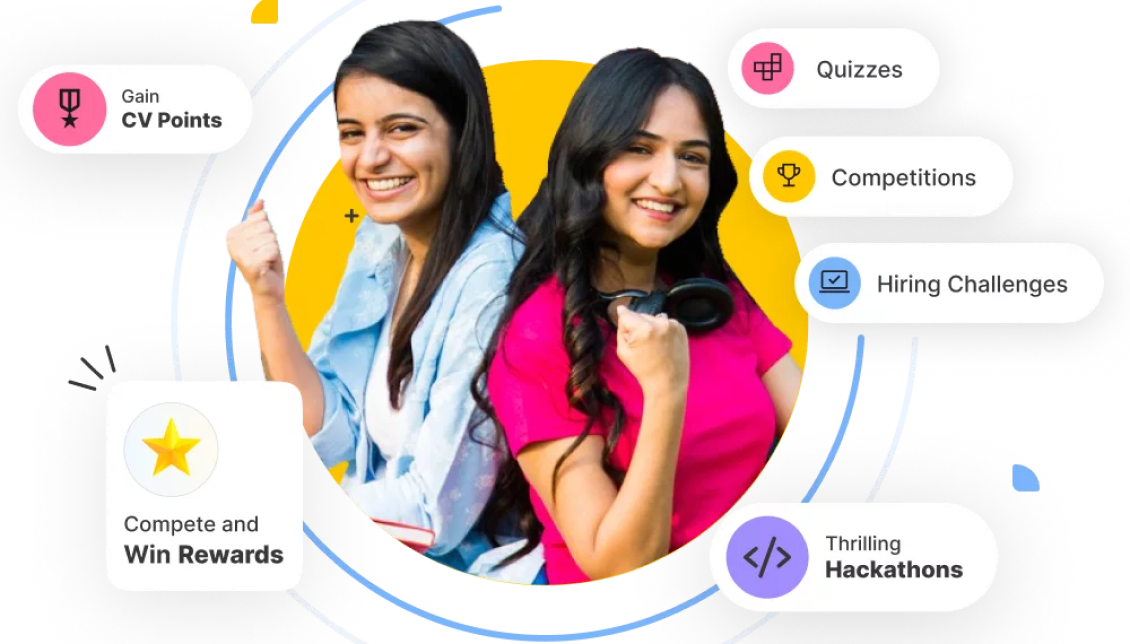 Gain
CV Points
Quizzes
Competitions
Hiring Challenges
Compete and
Win Rewards
Thrilling
Hackathons